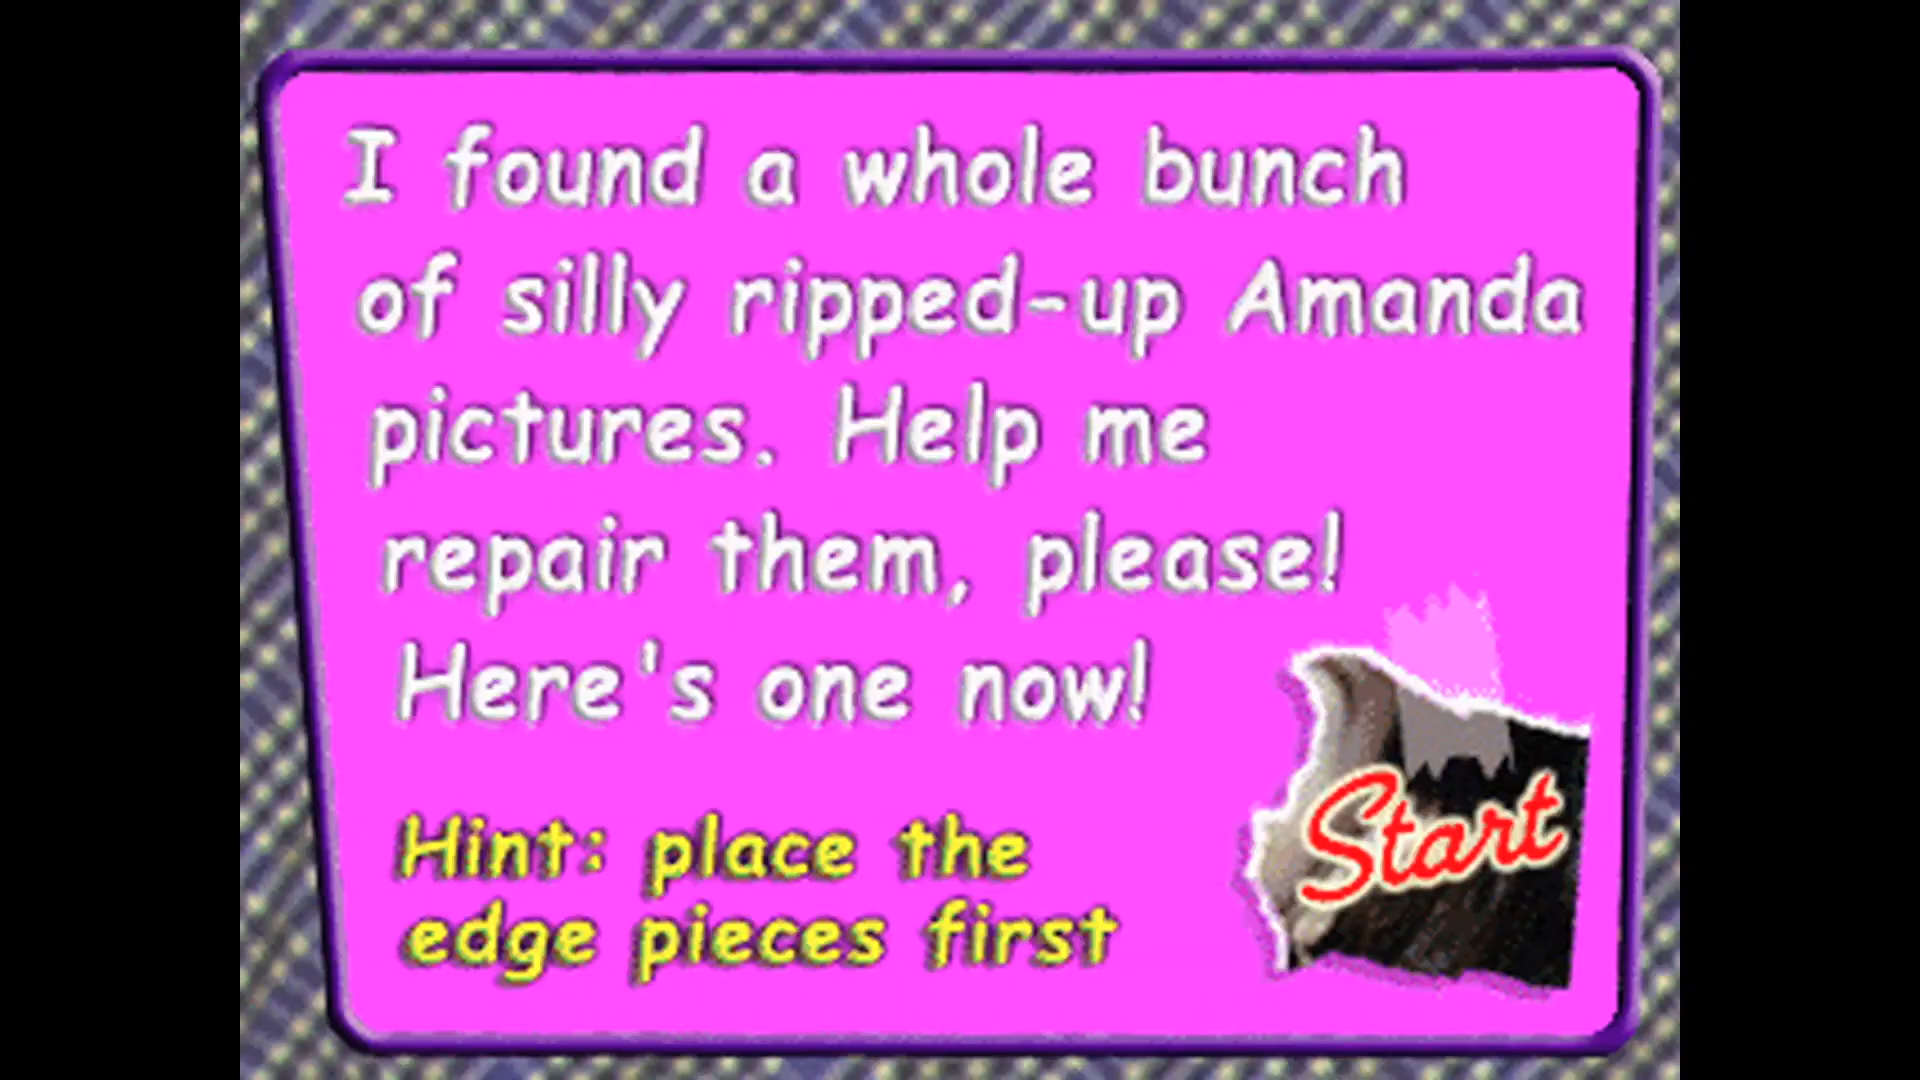 I found a whole bunch
of silly ripped-up Amanda
pictures. Help me
repair them, please!
Here's one now!
Hint: place the
edge pieces first
Start